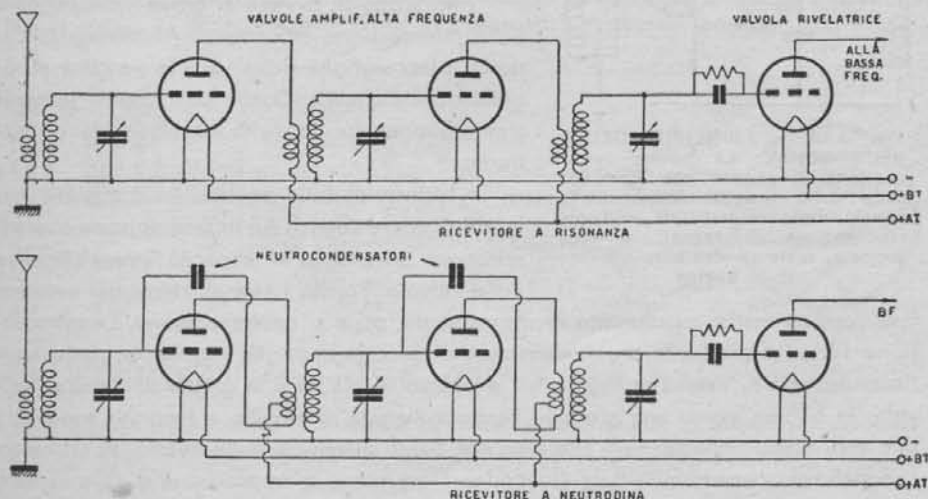 VALVOLE AMPLIF. ALTA FREQUENZA
VALVOLA RIVELATRICE
ALLA
BASSA
FREQ.
-
+BT
+AT
RICEVITORE A RISONANZA
NEUTROCONDENSATORI
BF
-
+BT
+AT
RICEVITORE A NEUTRODINA